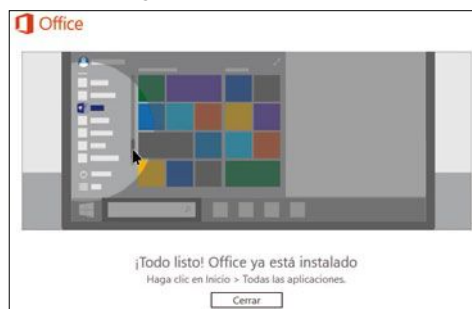 Office
¡Todo listo! Office ya está instalado
Haga clic en Inicio > Todas las aplicaciones.
Cerrar